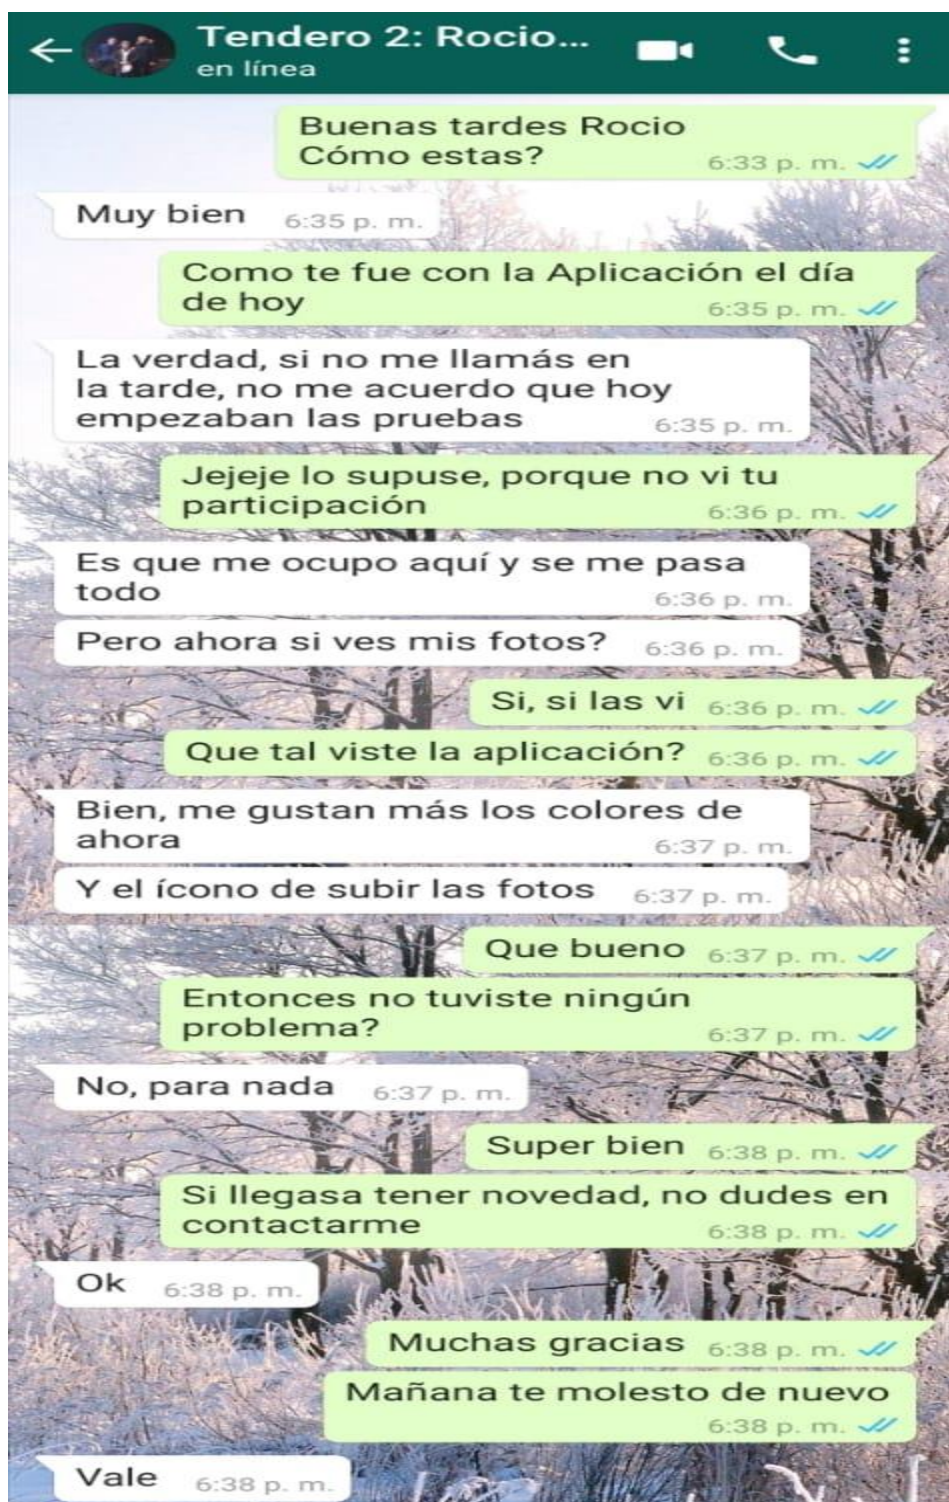 Tendero 2: Rocio...
en línea
Buenas tardes Rocio
Cómo estas?
6:33 p. m.
Muy bien 6:35 p. m.
Como te fue con la Aplicación el día
de hoy
6:35 p. m.
La verdad, si no me llamás en
la tarde, no me acuerdo que hoy
empezaban las pruebas
6:35 p. m.
Jejeje lo supuse, porque no vi tu
participación
6:36 p. m.
Es que me ocupo aquí y se me pasa
todo
6:36 p. m.
Pero ahora si ves mis fotos? 6:36 p. m.
Si, si las vi 6:36 p. m.
Que tal viste la aplicación? 6:36 p. m.
Bien, me gustan más los colores de
ahora
6:37 p. m.
Y el ícono de subir las fotos 6:37 p. m.
Que bueno 6:37 p. m.
Entonces no tuviste ningún
problema?
6:37 p. m.
No, para nada 6:37 p. m.
Super bien 6:38 p. m.
Si llegasa tener novedad, no dudes en
contactarme
6:38 p. m.
Ok 6:38 p. m.
Muchas gracias 6:38 p. m.
Mañana te molesto de nuevo
6:38 p. m.
Vale 6:38 p. m.